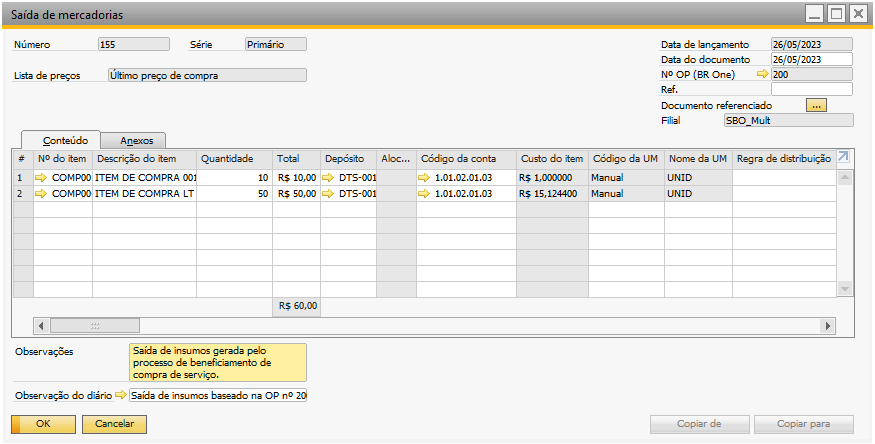 Saída de mercadorias
Número 155 Série Primário
Lista de preços Último preço de compra
Data de lançamento 26/05/2023
Data do documento 26/05/2023
Nº OP (BR One) 200
Ref.
Documento referenciado ...
Filial SBO_Mult
Conteúdo Anexos
# Nº do item Descrição do item Quantidade Total Depósito Aloc... Código da conta Custo do item Código da UM Nome da UM Regra de distribuição
1 COMP00 ITEM DE COMPRA 001 10 R$ 10,00 DTS-001 1.01.02.01.03 R$ 1,000000 Manual UNID
2 COMP00 ITEM DE COMPRA LT 50 R$ 50,00 DTS-001 1.01.02.01.03 R$ 15,124400 Manual UNID
R$ 60,00
Observações
Saída de insumos gerada pelo
processo de beneficiamento de
compra de serviço.
Observação do diário Saída de insumos baseado na OP nº 20
OK Cancelar Copiar de Copiar para